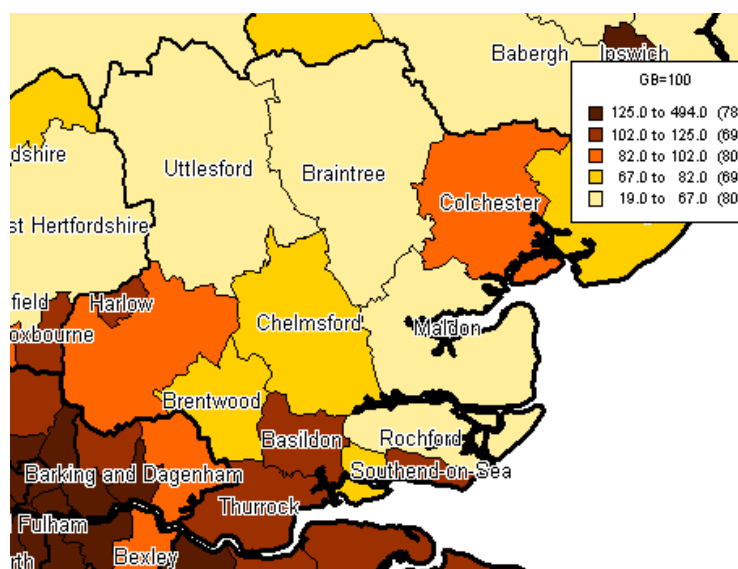 Babergh
Ipswich
GB=100
125.0 to 494.0 (78
102.0 to 125.0 (69
82.0 to 102.0 (80
67.0 to 82.0 (69
19.0 to 67.0 (80
dshire
Uttlesford
Braintree
Colchester
st Hertfordshire
field
Harlow
oxbourne
Chelmsford
Maldon
Brentwood
Basildon
Rochford
Barking and Dagenham
Southend-on-Sea
Thurrock
Fulham
Bexley
rth